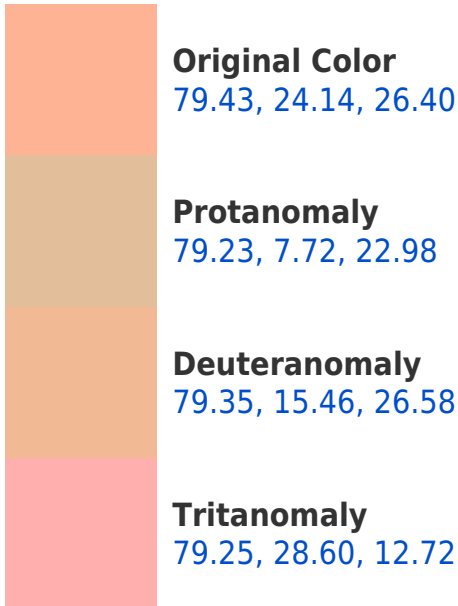 Original Color
79.43, 24.14, 26.40
Protanomaly
79.23, 7.72, 22.98
Deuteranomaly
79.35, 15.46, 26.58
Tritanomaly
79.25, 28.60, 12.72